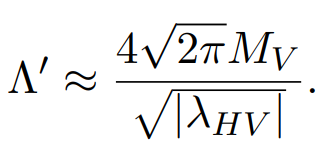 Λ′ ≈ 4√2π M_V / √|λ_HV| .